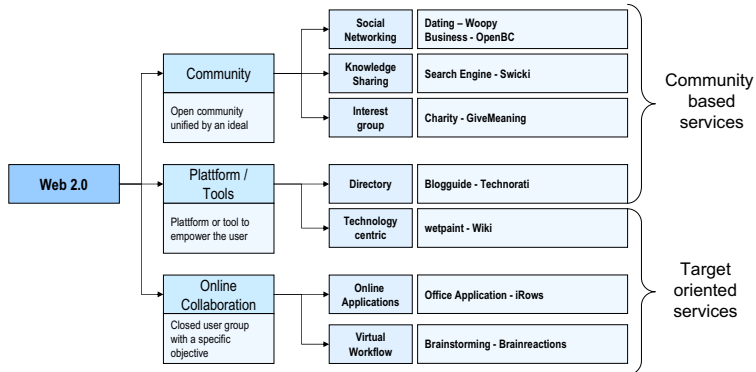 Social
Networking
Dating – Woopy
Business - OpenBC
Community
Knowledge
Sharing
Search Engine - Swicki
Open community
unified by an ideal
Interest
group
Charity - GiveMeaning
Community
based
services
Web 2.0
Plattform /
Tools
Directory
Blogguide - Technorati
Plattform or tool to
empower the user
Technology
centric
wetpaint - Wiki
Online
Collaboration
Online
Applications
Office Application - iRows
Closed user group
with a specific
objective
Virtual
Workflow
Brainstorming - Brainreactions
Target
oriented
services